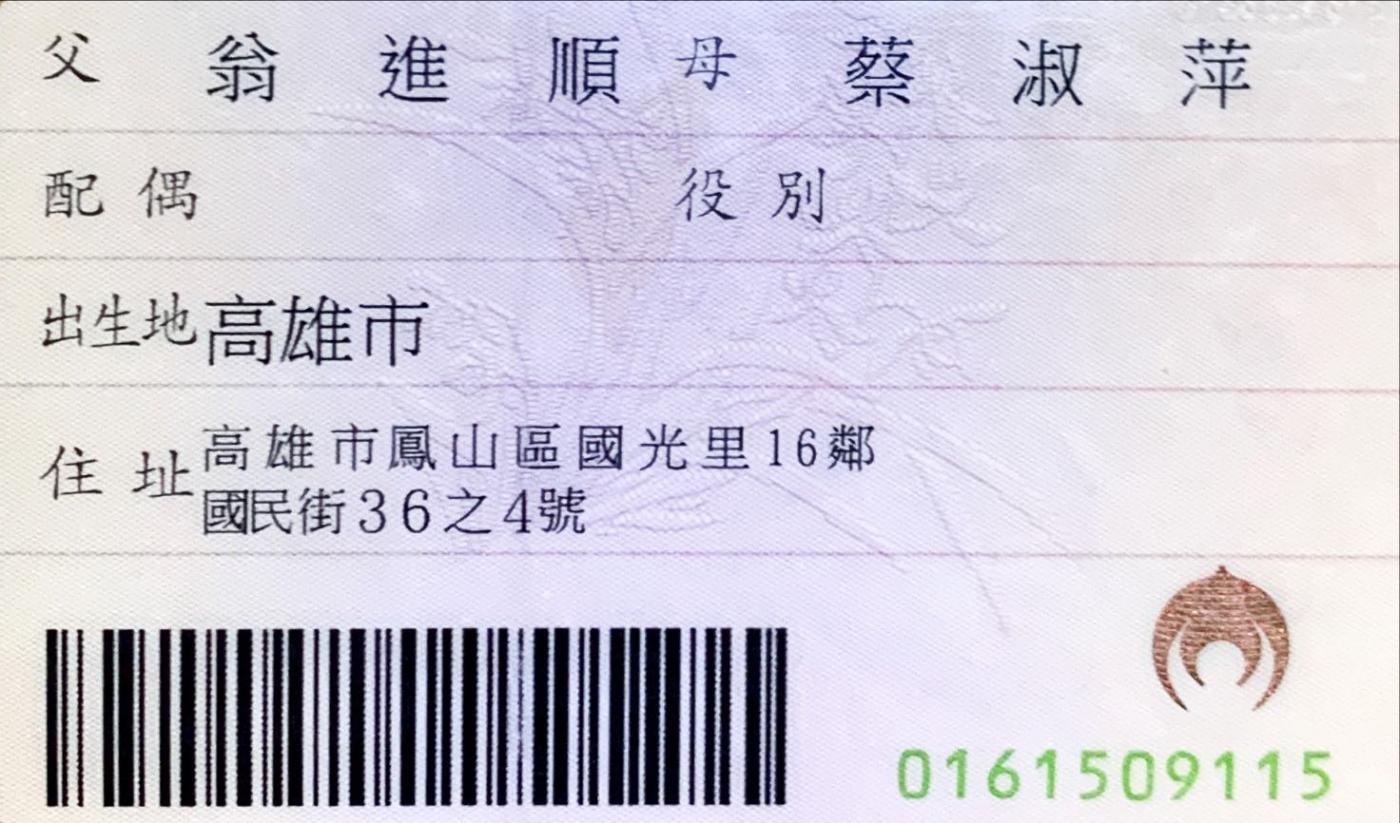 父 翁進順 母 蔡淑萍
配偶 役別
出生地 高雄市
住址 高雄市鳳山區國光里16鄰
國民街36之4號
0161509115